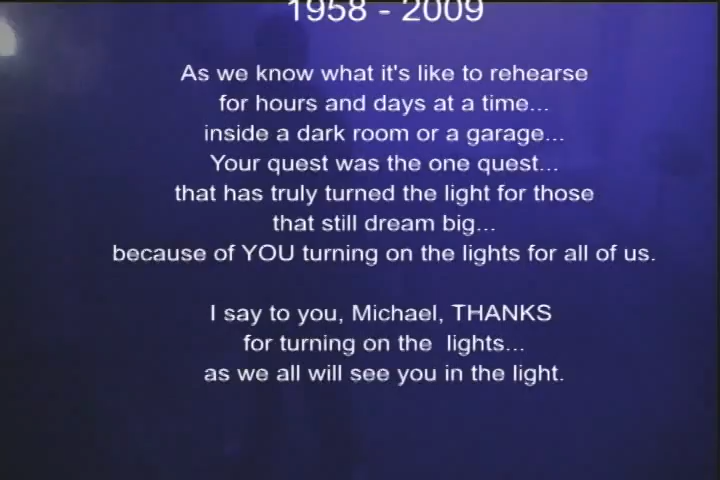 1958 - 2009
As we know what it's like to rehearse
for hours and days at a time...
inside a dark room or a garage...
Your quest was the one quest...
that has truly turned the light for those
that still dream big...
because of YOU turning on the lights for all of us.
I say to you, Michael, THANKS
for turning on the lights...
as we all will see you in the light.